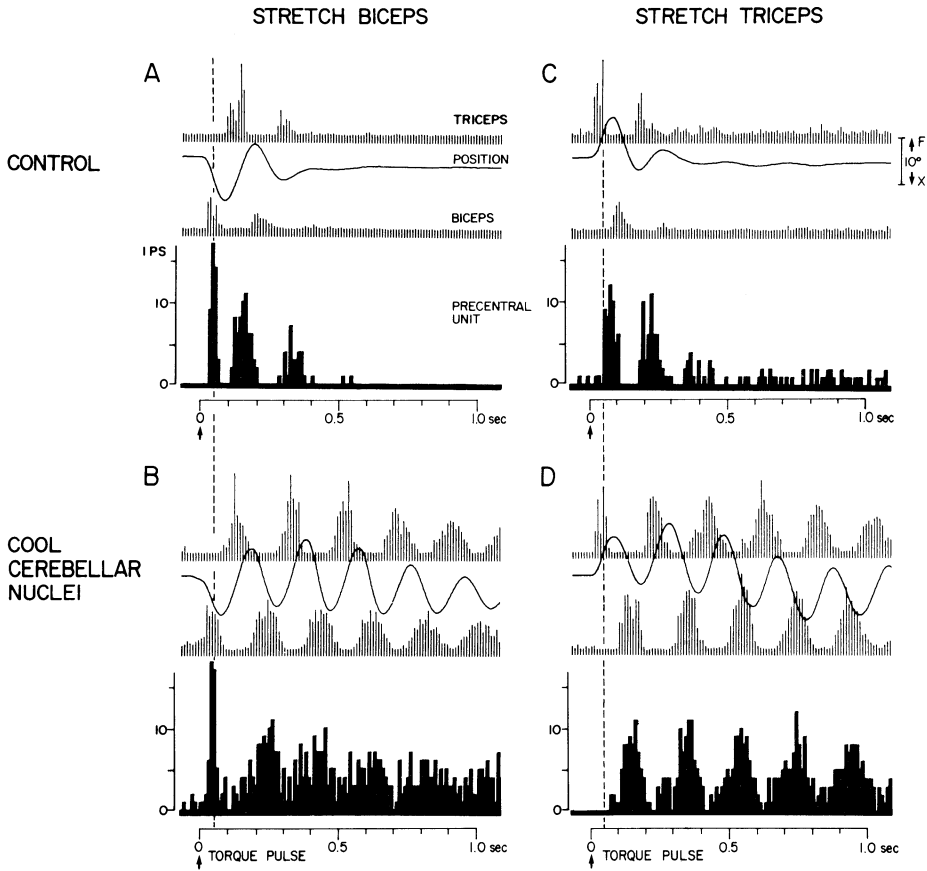 STRETCH BICEPS
STRETCH TRICEPS
A
C
TRICEPS
CONTROL
POSITION
F
10°
X
BICEPS
IPS
10
0
PRECENTRAL
UNIT
10
0
0 0.5 1.0 sec
0 0.5 1.0 sec
B
D
COOL
CEREBELLAR
NUCLEI
10
0
10
0
0 0.5 1.0 sec
TORQUE PULSE
0 0.5 1.0 sec
TORQUE PULSE